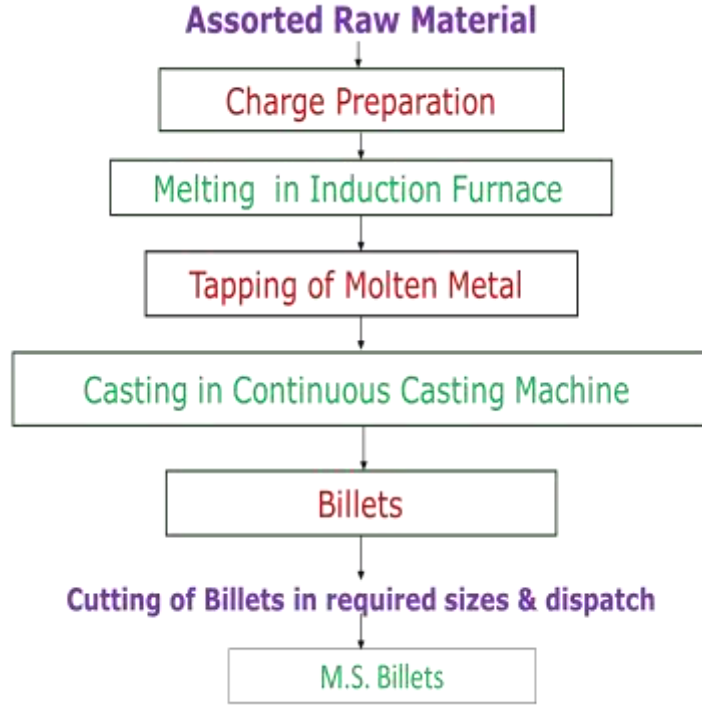 Assorted Raw Material
Charge Preparation
Melting in Induction Furnace
Tapping of Molten Metal
Casting in Continuous Casting Machine
Billets
Cutting of Billets in required sizes & dispatch
M.S. Billets